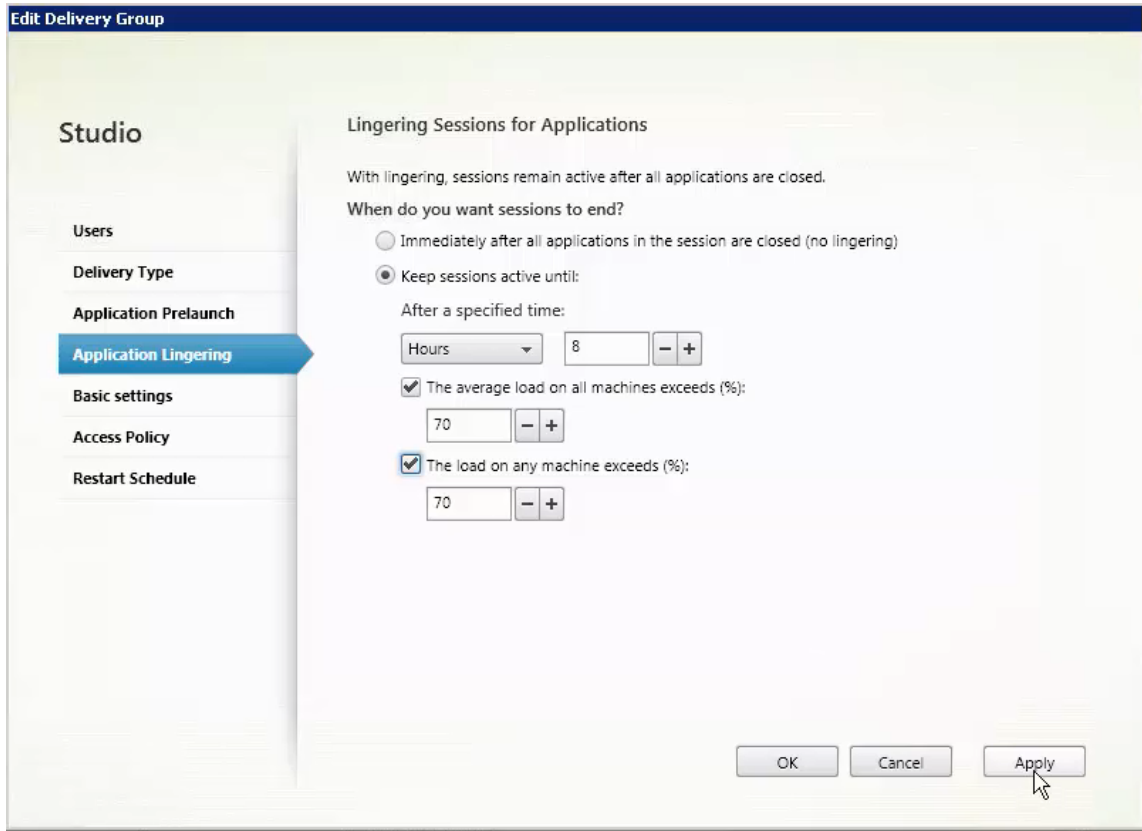 Edit Delivery Group
Studio
Users
Delivery Type
Application Prelaunch
Application Lingering
Basic settings
Access Policy
Restart Schedule
Lingering Sessions for Applications
With lingering, sessions remain active after all applications are closed.
When do you want sessions to end?
Immediately after all applications in the session are closed (no lingering)
Keep sessions active until:
After a specified time:
Hours 8 − +
The average load on all machines exceeds (%):
70 − +
The load on any machine exceeds (%):
70 − +
OK Cancel Apply